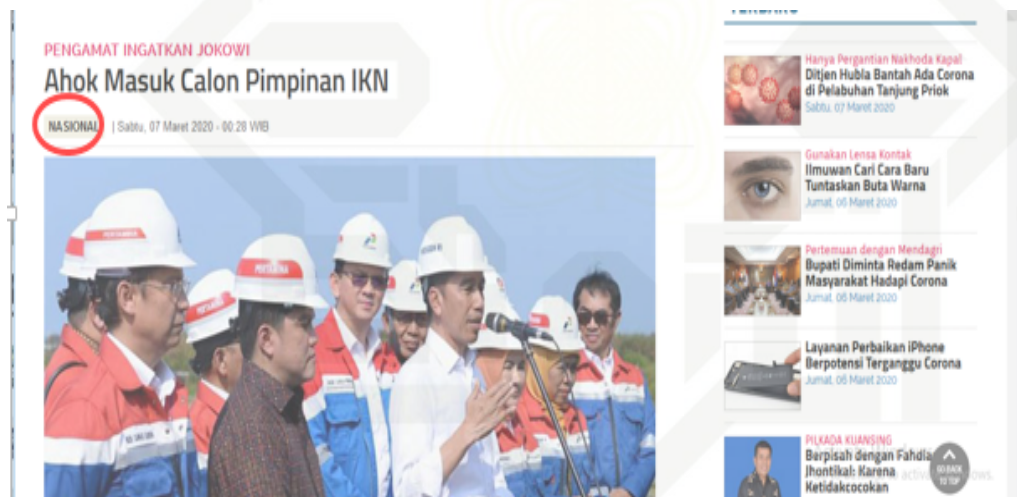 TERBARU
PENGAMAT INGATKAN JOKOWI
Ahok Masuk Calon Pimpinan IKN
NASIONAL | Sabtu, 07 Maret 2020 - 00:28 WIB
PERTAMINA
Hanya Pergantian Nakhoda Kapal
Ditjen Hubla Bantah Ada Corona
di Pelabuhan Tanjung Priok
Sabtu, 07 Maret 2020
Gunakan Lensa Kontak
Ilmuwan Cari Cara Baru
Tuntaskan Buta Warna
Jumat, 06 Maret 2020
Pertemuan dengan Mendagri
Bupati Diminta Redam Panik
Masyarakat Hadapi Corona
Jumat, 06 Maret 2020
Layanan Perbaikan iPhone
Berpotensi Terganggu Corona
Jumat, 06 Maret 2020
PILKADA KUANSING
Berpisah dengan Fahdia
Jhontikal: Karena
Ketidakcocokan
GO BACK
TO TOP